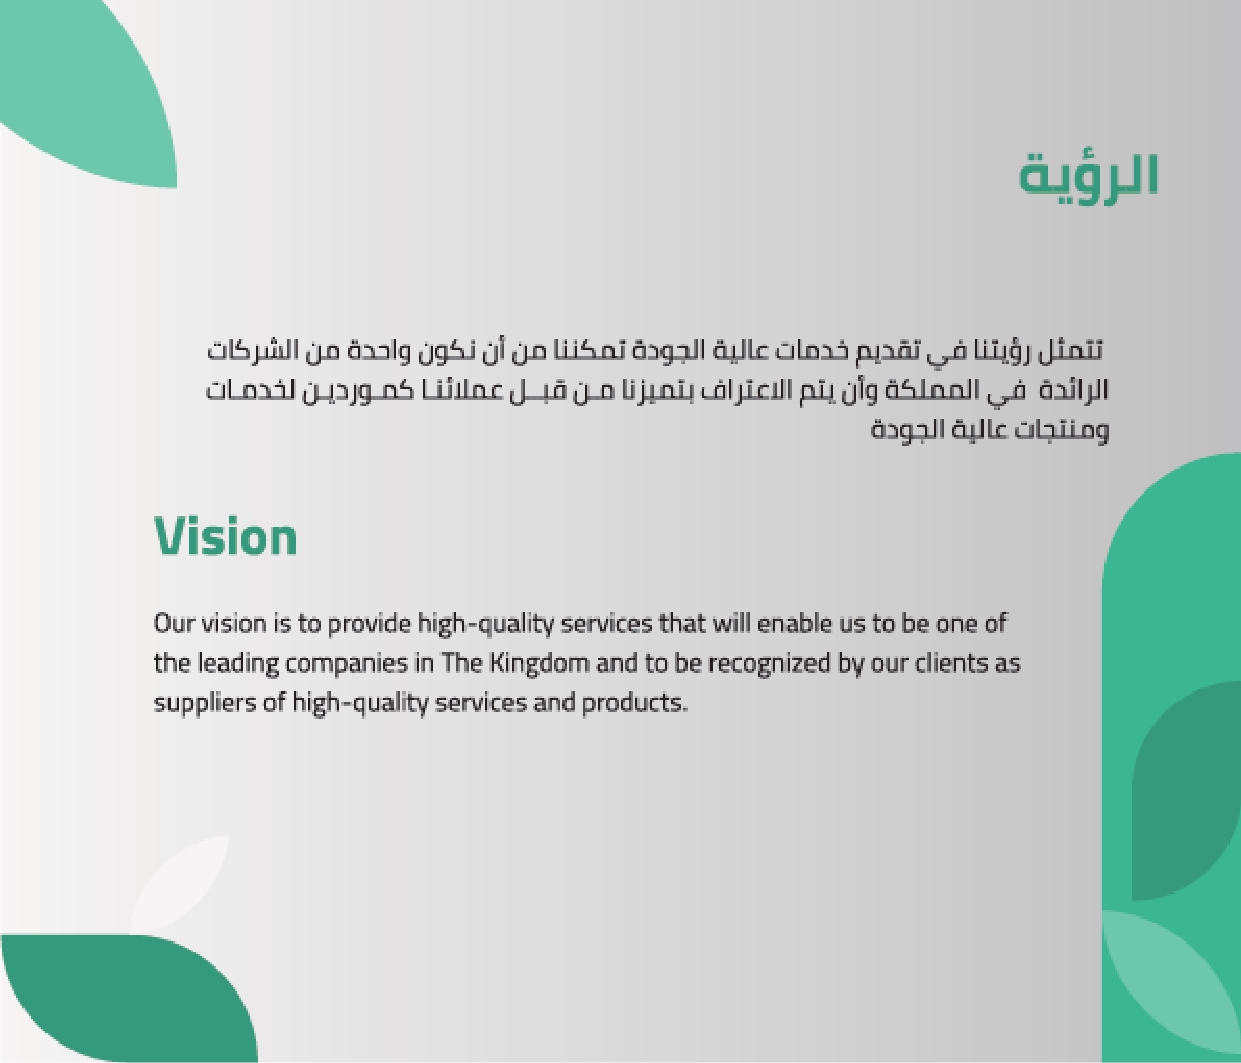 الرؤية
تتمثل رؤيتنا في تقديم خدمات عالية الجودة تمكننا من أن نكون واحدة من الشركات
الرائدة في المملكة وأن يتم الاعتراف بتميزنا مـن قبــل عملائنـا كمـورديـن لخدمـات
ومنتجات عالية الجودة
Vision
Our vision is to provide high-quality services that will enable us to be one of
the leading companies in The Kingdom and to be recognized by our clients as
suppliers of high-quality services and products.